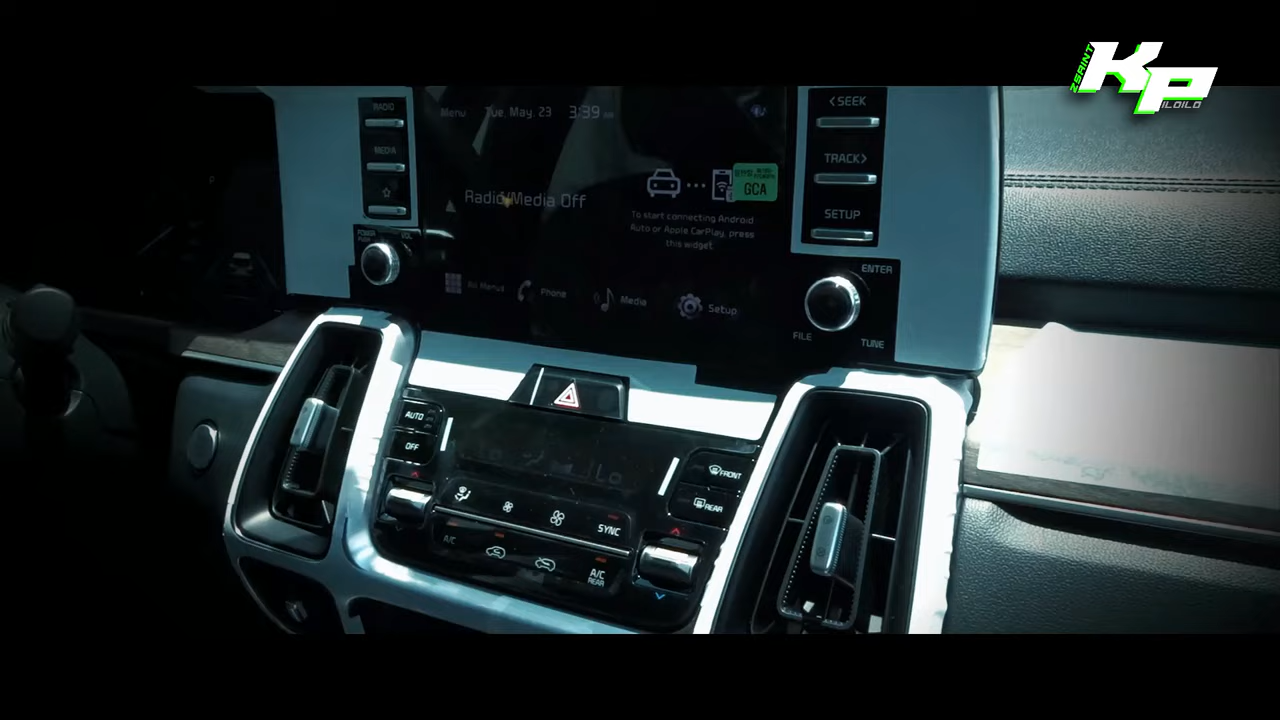 ZSAINT
KP
ILOILO
RADIO
MEDIA
POWER
PUSH
VOL
Menu
Tue, May. 23
3:39
Radio/Media Off
GCA
To start connecting Android
Auto or Apple CarPlay, press
this widget.
All Menus
Phone
Media
Setup
<SEEK
TRACK>
SETUP
ENTER
FILE
TUNE
AUTO
OFF
FRONT
REAR
SYNC
A/C
A/C
REAR